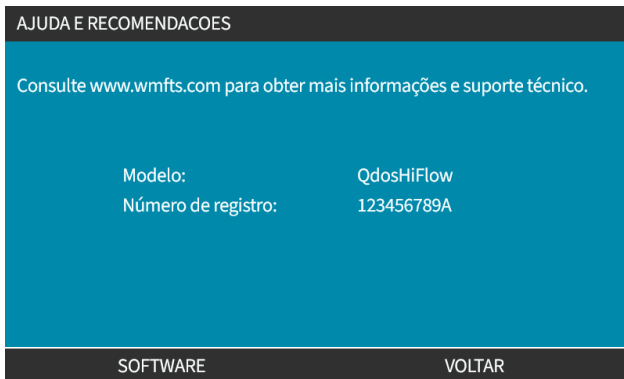 AJUDA E RECOMENDACOES
Consulte www.wmfts.com para obter mais informações e suporte técnico.
Modelo: QdosHiFlow
Número de registro: 123456789A
SOFTWARE VOLTAR